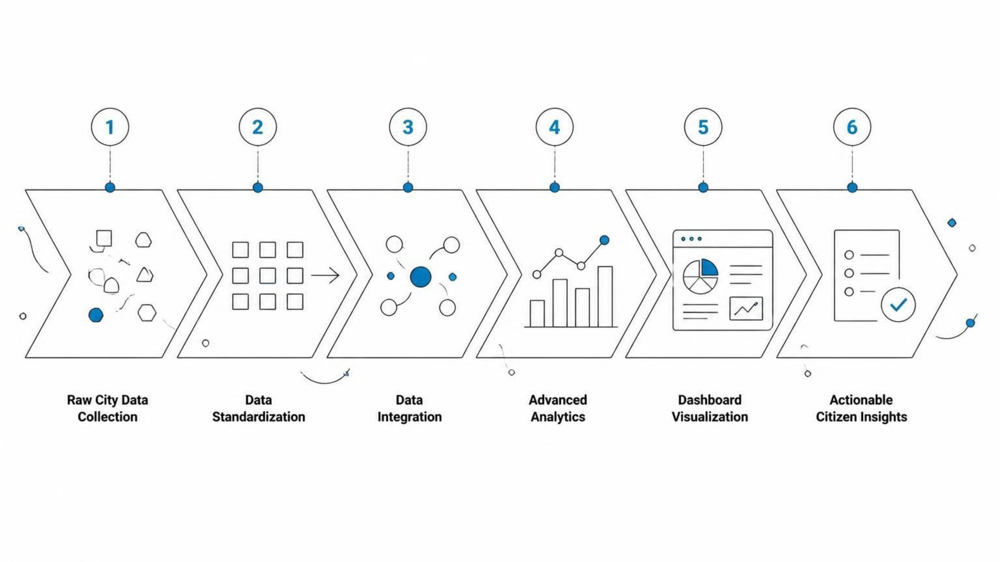 1
2
3
4
5
6
Raw City Data
Collection
Data
Standardization
Data
Integration
Advanced
Analytics
Dashboard
Visualization
Actionable
Citizen Insights